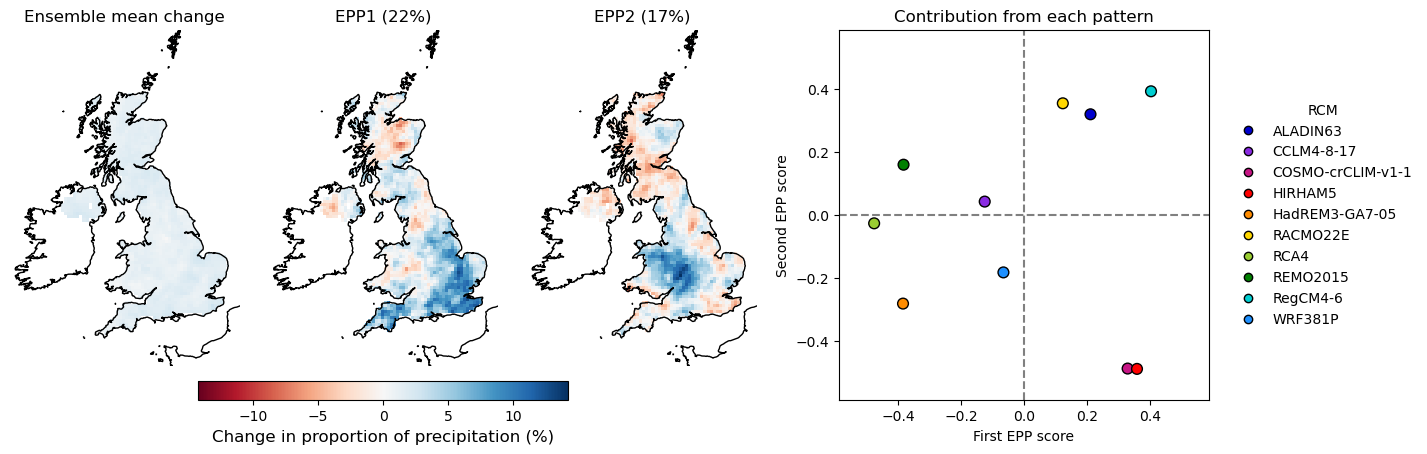 Ensemble mean change
EPP1 (22%)
EPP2 (17%)
−10
−5
0
5
10
Change in proportion of precipitation (%)
Contribution from each pattern
Second EPP score
0.4
0.2
0.0
−0.2
−0.4
−0.4
−0.2
0.0
0.2
0.4
First EPP score
RCM
ALADIN63
CCLM4-8-17
COSMO-crCLIM-v1-1
HIRHAM5
HadREM3-GA7-05
RACMO22E
RCA4
REMO2015
RegCM4-6
WRF381P